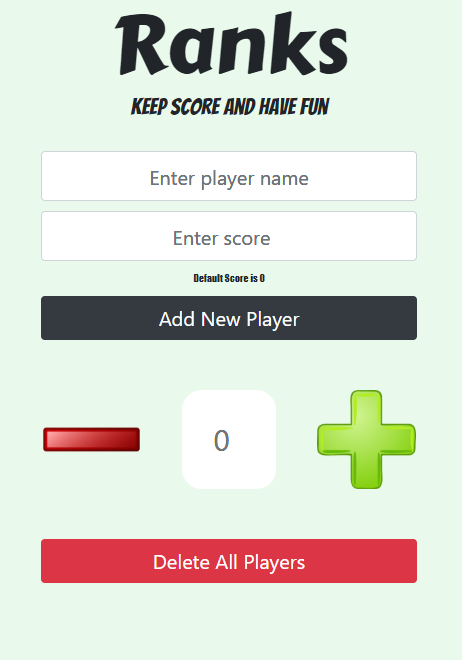 Ranks
KEEP SCORE AND HAVE FUN
Enter player name
Enter score
Default Score is 0
Add New Player
0
Delete All Players